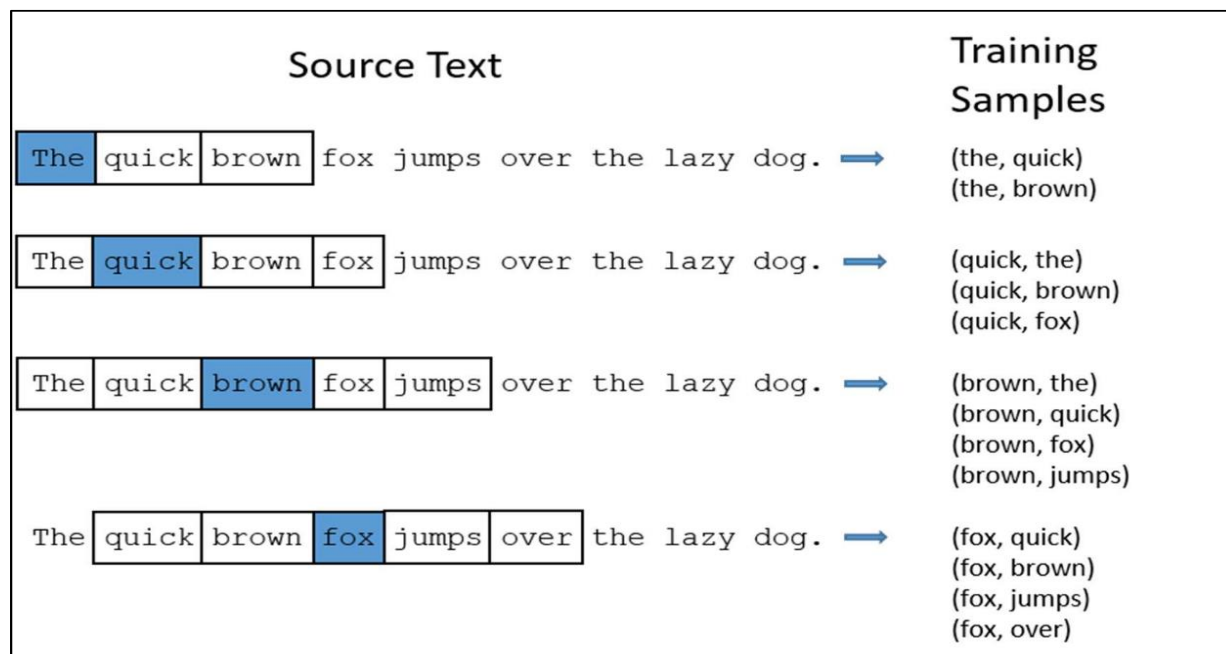 Source Text
Training
Samples
The quick brown fox jumps over the lazy dog.
(the, quick)
(the, brown)
The quick brown fox jumps over the lazy dog.
(quick, the)
(quick, brown)
(quick, fox)
The quick brown fox jumps over the lazy dog.
(brown, the)
(brown, quick)
(brown, fox)
(brown, jumps)
The quick brown fox jumps over the lazy dog.
(fox, quick)
(fox, brown)
(fox, jumps)
(fox, over)